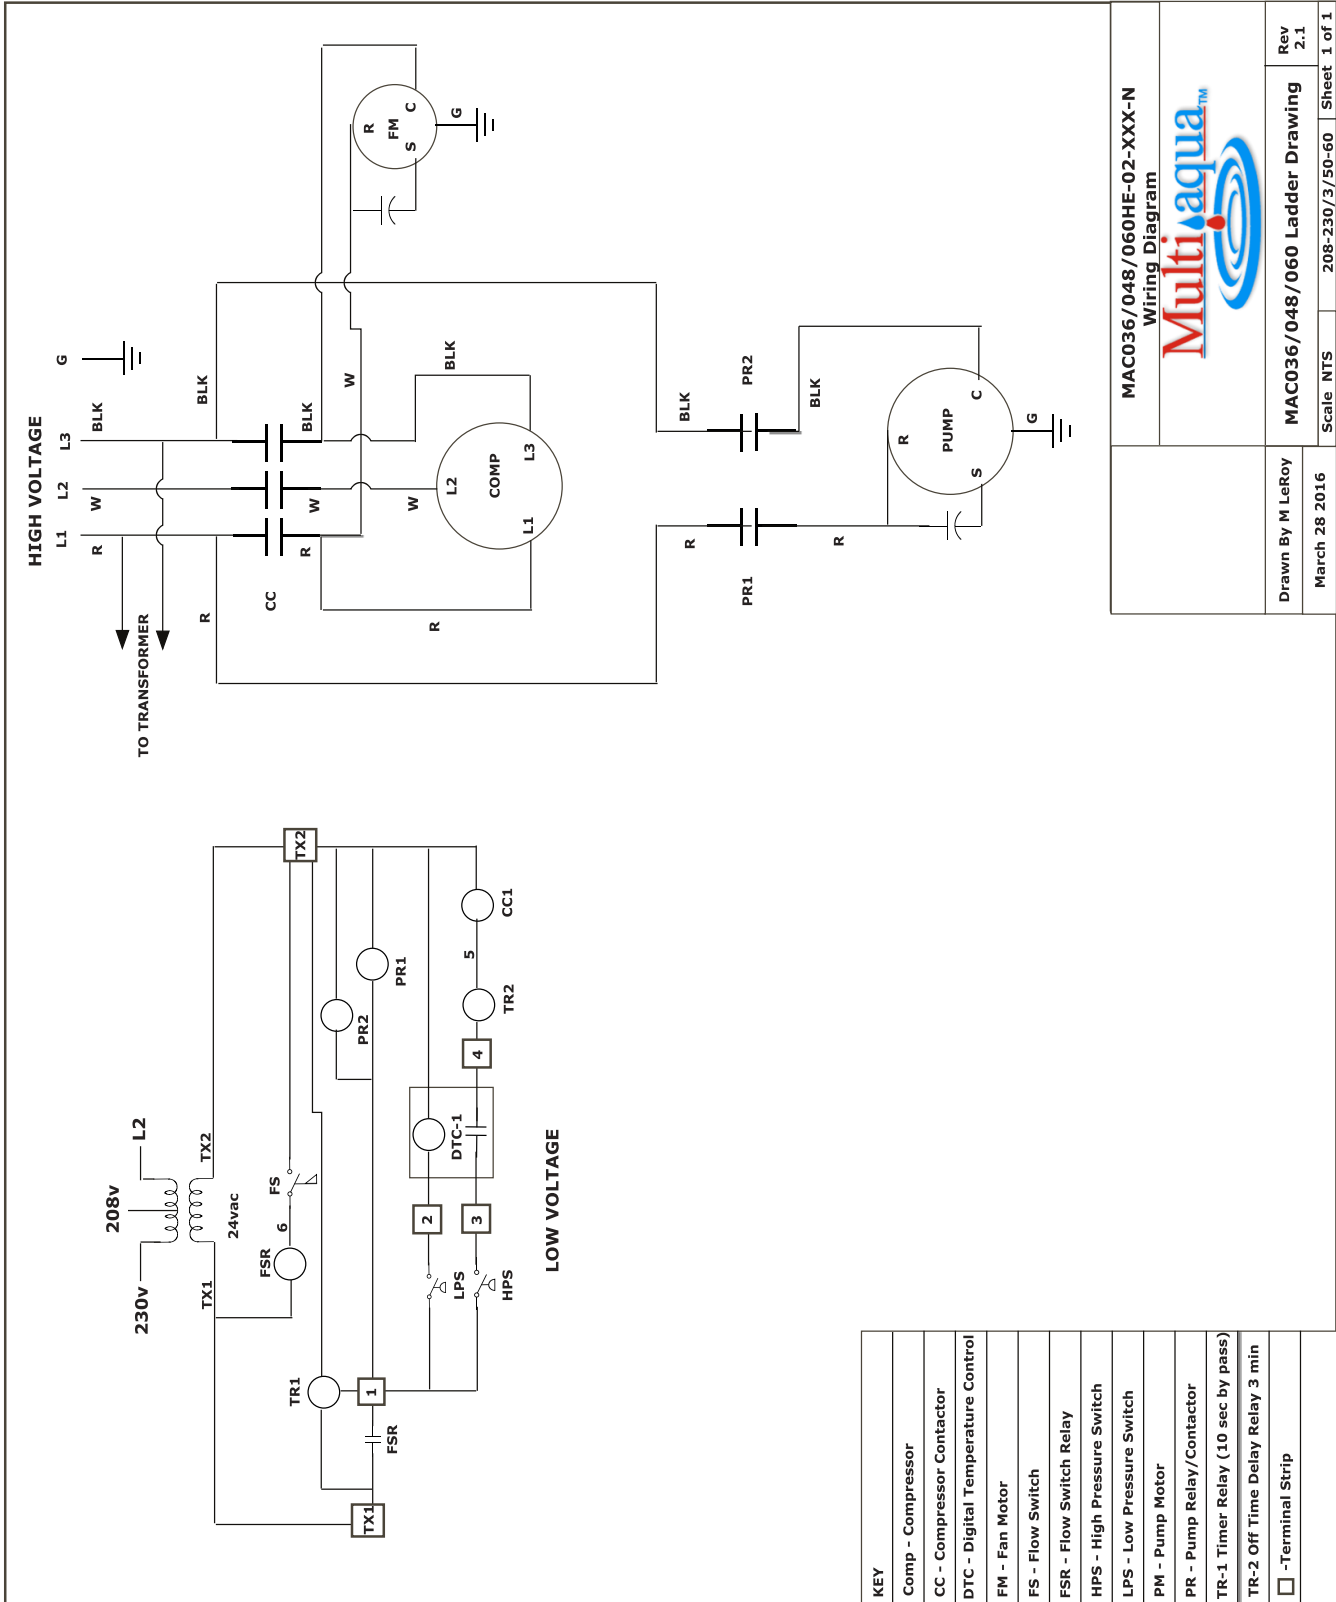 HIGH VOLTAGE
L1
L2
L3
G
R
W
BLK
TO TRANSFORMER
R
BLK
CC
R
W
BLK
W
R
W
BLK
COMP
L1
L2
L3
R
FM
S
C
G
R
BLK
PR1
PR2
R
BLK
PUMP
R
S
C
G
230v
208v
L2
TX1
24vac
TX2
FSR
6
FS
TX2
TR1
TX1
FSR
1
PR2
PR1
LPS
2
DTC-1
HPS
3
4
TR2
5
CC1
LOW VOLTAGE
KEY
Comp - Compressor
CC - Compressor Contactor
DTC - Digital Temperature Control
FM - Fan Motor
FS - Flow Switch
FSR - Flow Switch Relay
HPS - High Pressure Switch
LPS - Low Pressure Switch
PM - Pump Motor
PR - Pump Relay/Contactor
TR-1 Timer Relay (10 sec by pass)
TR-2 Off Time Delay Relay 3 min
-Terminal Strip
MAC036/048/060HE-02-XXX-N
Wiring Diagram
Multiaqua™
Drawn By M LeRoy
MAC036/048/060 Ladder Drawing
Rev
2.1
March 28 2016
Scale NTS
208-230/3/50-60
Sheet 1 of 1